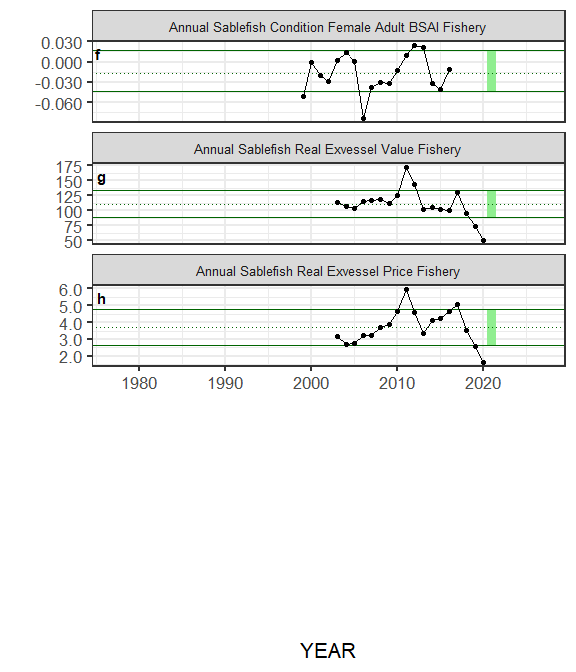 Annual Sablefish Condition Female Adult BSAI Fishery
f
0.030
0.000
-0.030
-0.060
Annual Sablefish Real Exvessel Value Fishery
g
175
150
125
100
75
50
Annual Sablefish Real Exvessel Price Fishery
h
6.0
5.0
4.0
3.0
2.0
1980 1990 2000 2010 2020
YEAR